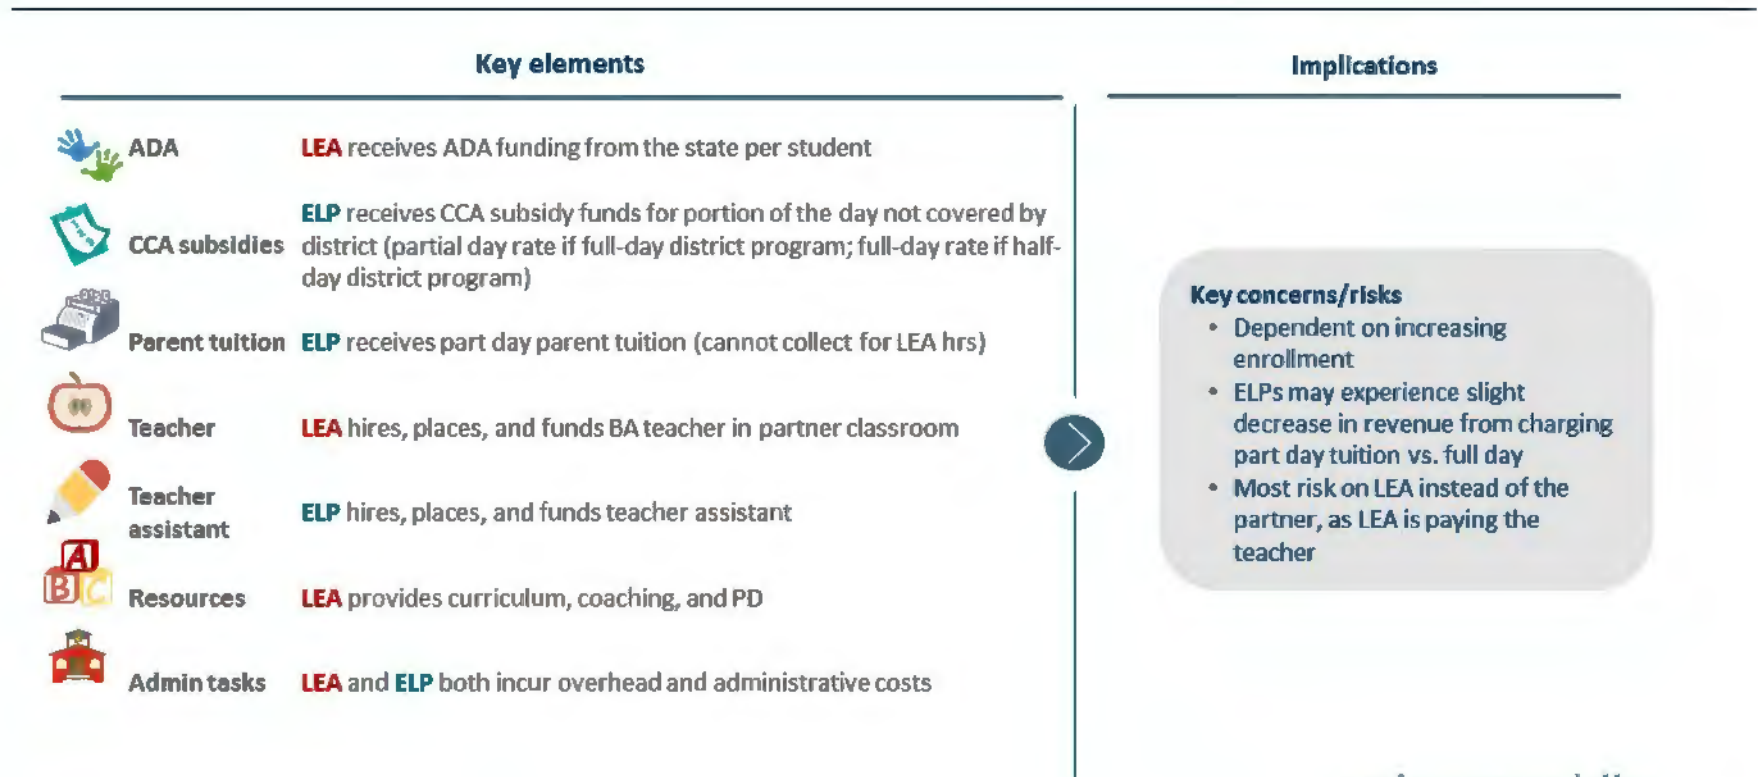 Key elements
Implications
ADA
LEA receives ADA funding from the state per student
CCA subsidies
ELP receives CCA subsidy funds for portion of the day not covered by
district (partial day rate if full-day district program; full-day rate if half-
day district program)
Parent tuition
ELP receives part day parent tuition (cannot collect for LEA hrs)
Teacher
LEA hires, places, and funds BA teacher in partner classroom
Teacher
assistant
ELP hires, places, and funds teacher assistant
A
B C
Resources
LEA provides curriculum, coaching, and PD
Admin tasks
LEA and ELP both incur overhead and administrative costs
Key concerns/risks
• Dependent on increasing
enrollment
• ELPs may experience slight
decrease in revenue from charging
part day tuition vs. full day
• Most risk on LEA instead of the
partner, as LEA is paying the
teacher